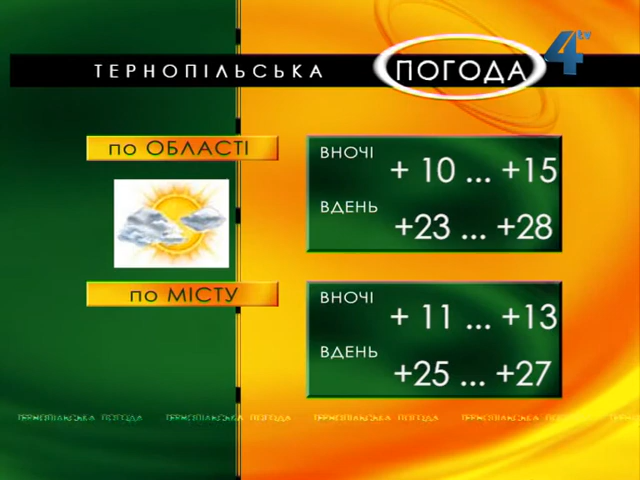 ТЕРНОПІЛЬСЬКА ПОГОДА 4 tv
по ОБЛАСТІ
ВНОЧІ
+ 10 ... +15
ВДЕНЬ
+23 ... +28
по МІСТУ
ВНОЧІ
+ 11 ... +13
ВДЕНЬ
+25 ... +27
ТЕРНОПІЛЬСЬКА ПОГОДА ТЕРНОПІЛЬСЬКА ПОГОДА ТЕРНОПІЛЬСЬКА ПОГОДА ТЕРНОПІЛЬСЬКА